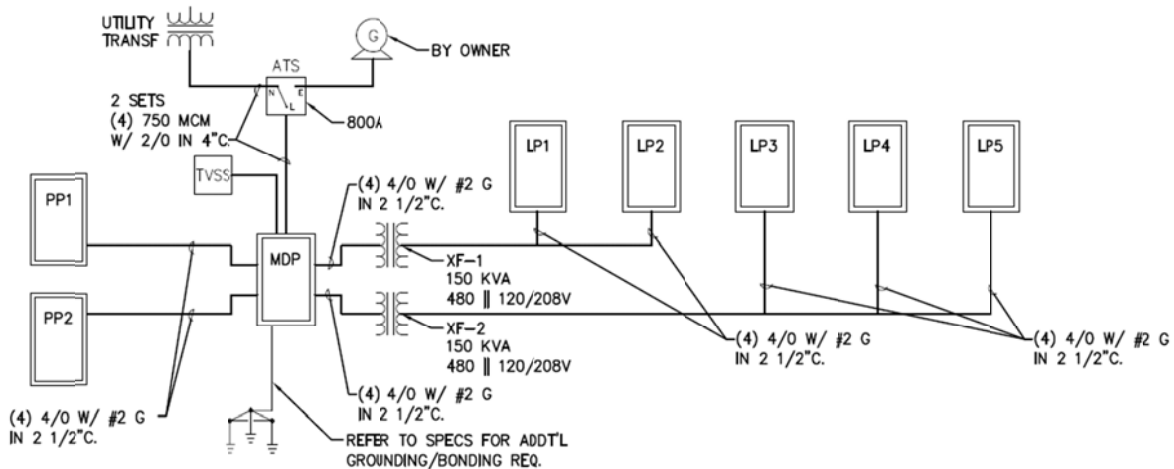 UTILITY
TRANSF
G
BY OWNER
ATS
N
E
L
2 SETS
(4) 750 MCM
W/ 2/0 IN 4"C.
800A
TVSS
(4) 4/0 W/ #2 G
IN 2 1/2"C.
LP1
LP2
LP3
LP4
LP5
PP1
MDP
XF-1
150 KVA
480 || 120/208V
PP2
XF-2
150 KVA
480 || 120/208V
(4) 4/0 W/ #2 G
IN 2 1/2"C.
(4) 4/0 W/ #2 G
IN 2 1/2"C.
(4) 4/0 W/ #2 G
IN 2 1/2"C.
(4) 4/0 W/ #2 G
IN 2 1/2"C.
REFER TO SPECS FOR ADDT'L
GROUNDING/BONDING REQ.